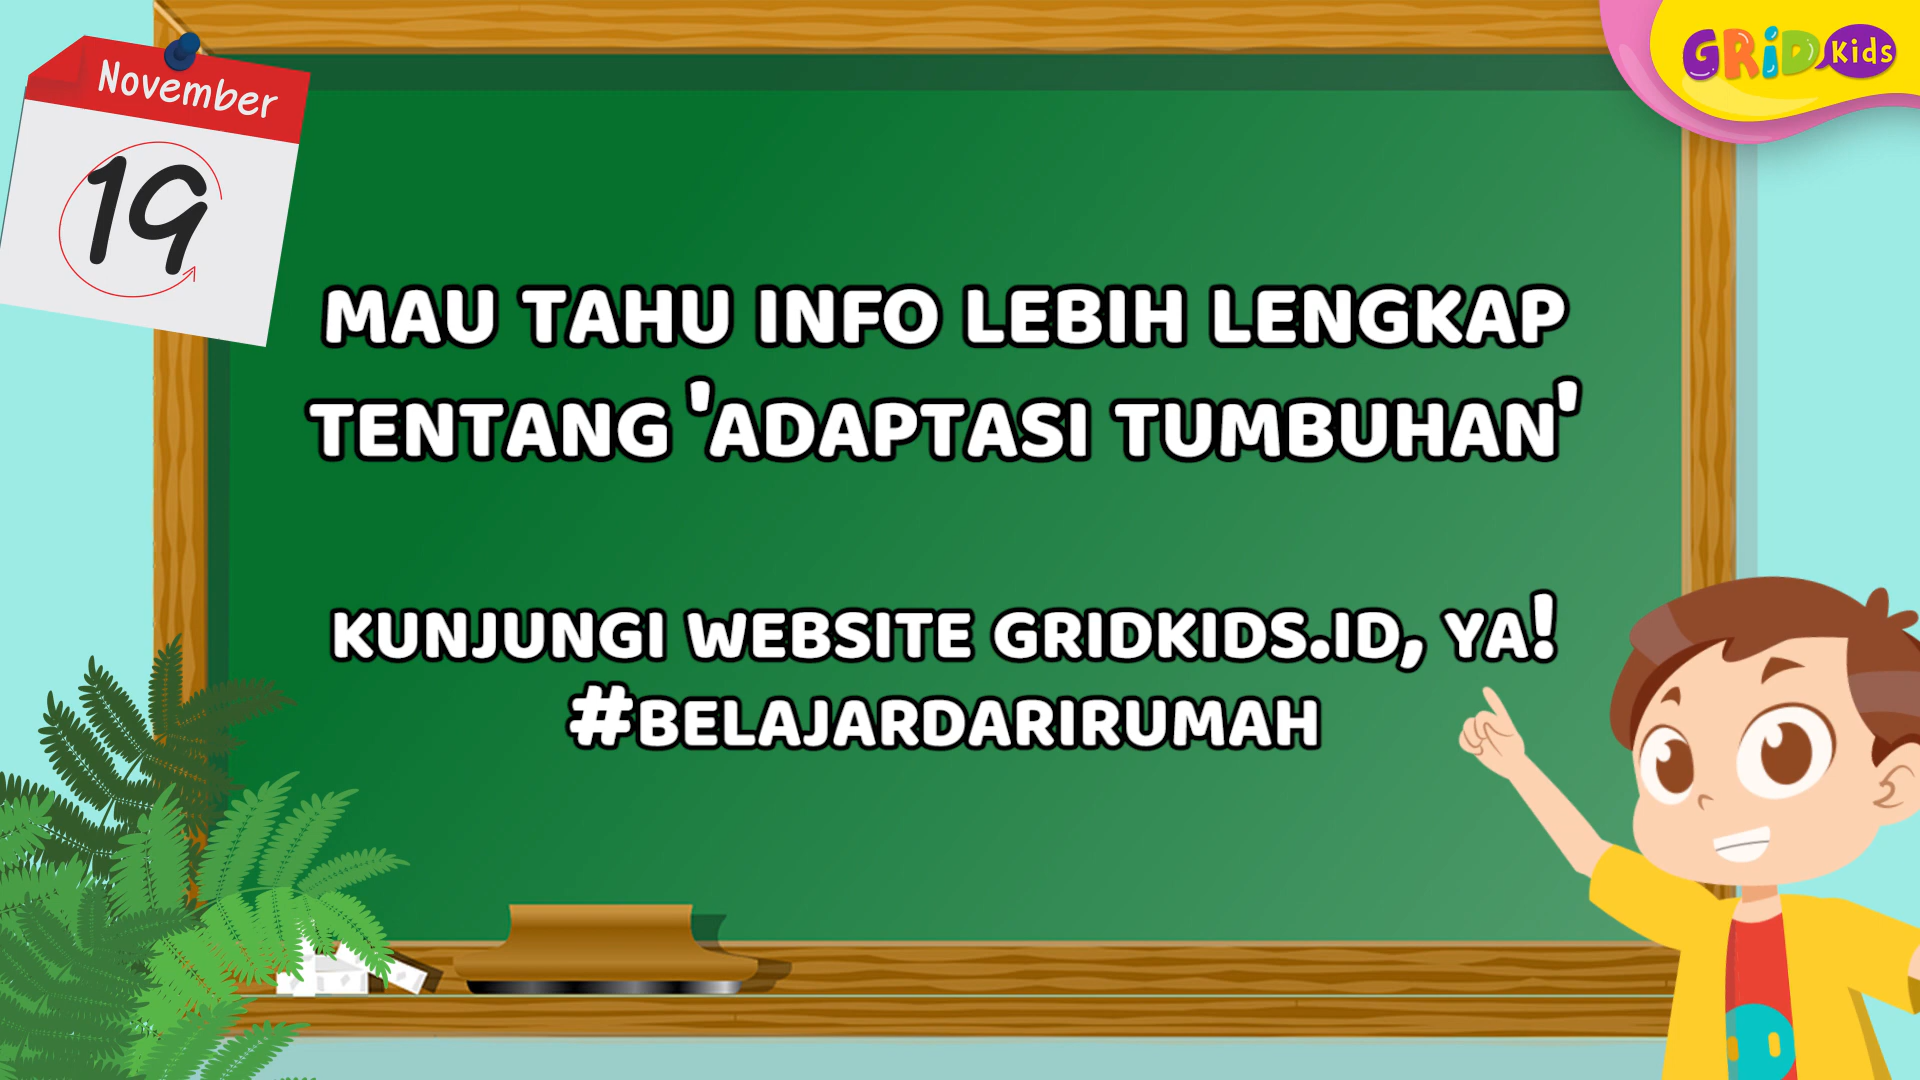 November
19
GRiD Kids
MAU TAHU INFO LEBIH LENGKAP
TENTANG 'ADAPTASI TUMBUHAN'
KUNJUNGI WEBSITE GRIDKIDS.ID, YA!
#BELAJARDARIRUMAH